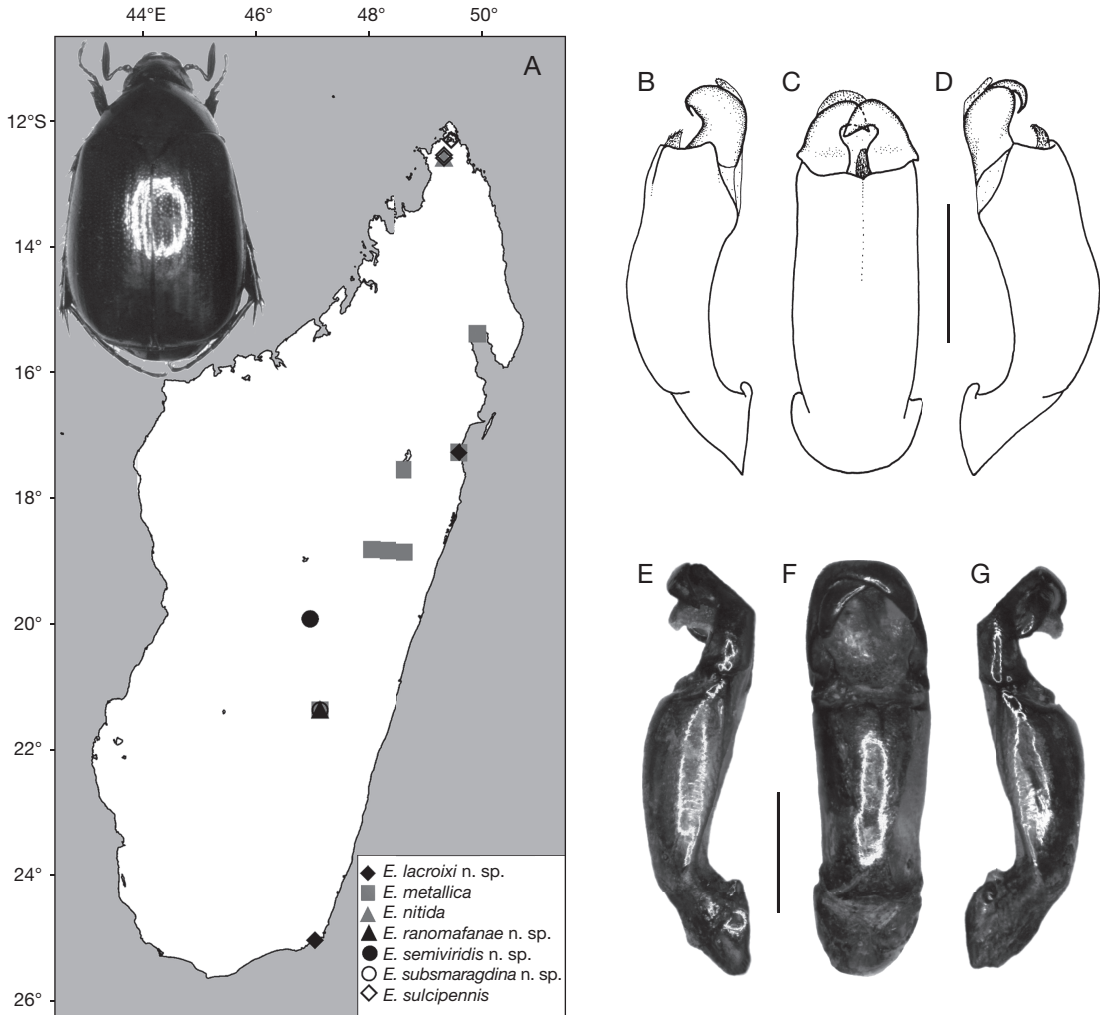 44°E 46° 48° 50°
A
12°S
14°
16°
18°
20°
22°
24°
26°
E. lacroixi n. sp.
E. metallica
E. nitida
E. ranomafanae n. sp.
E. semiviridis n. sp.
E. subsmaragdina n. sp.
E. sulcipennis
B C D
E F G